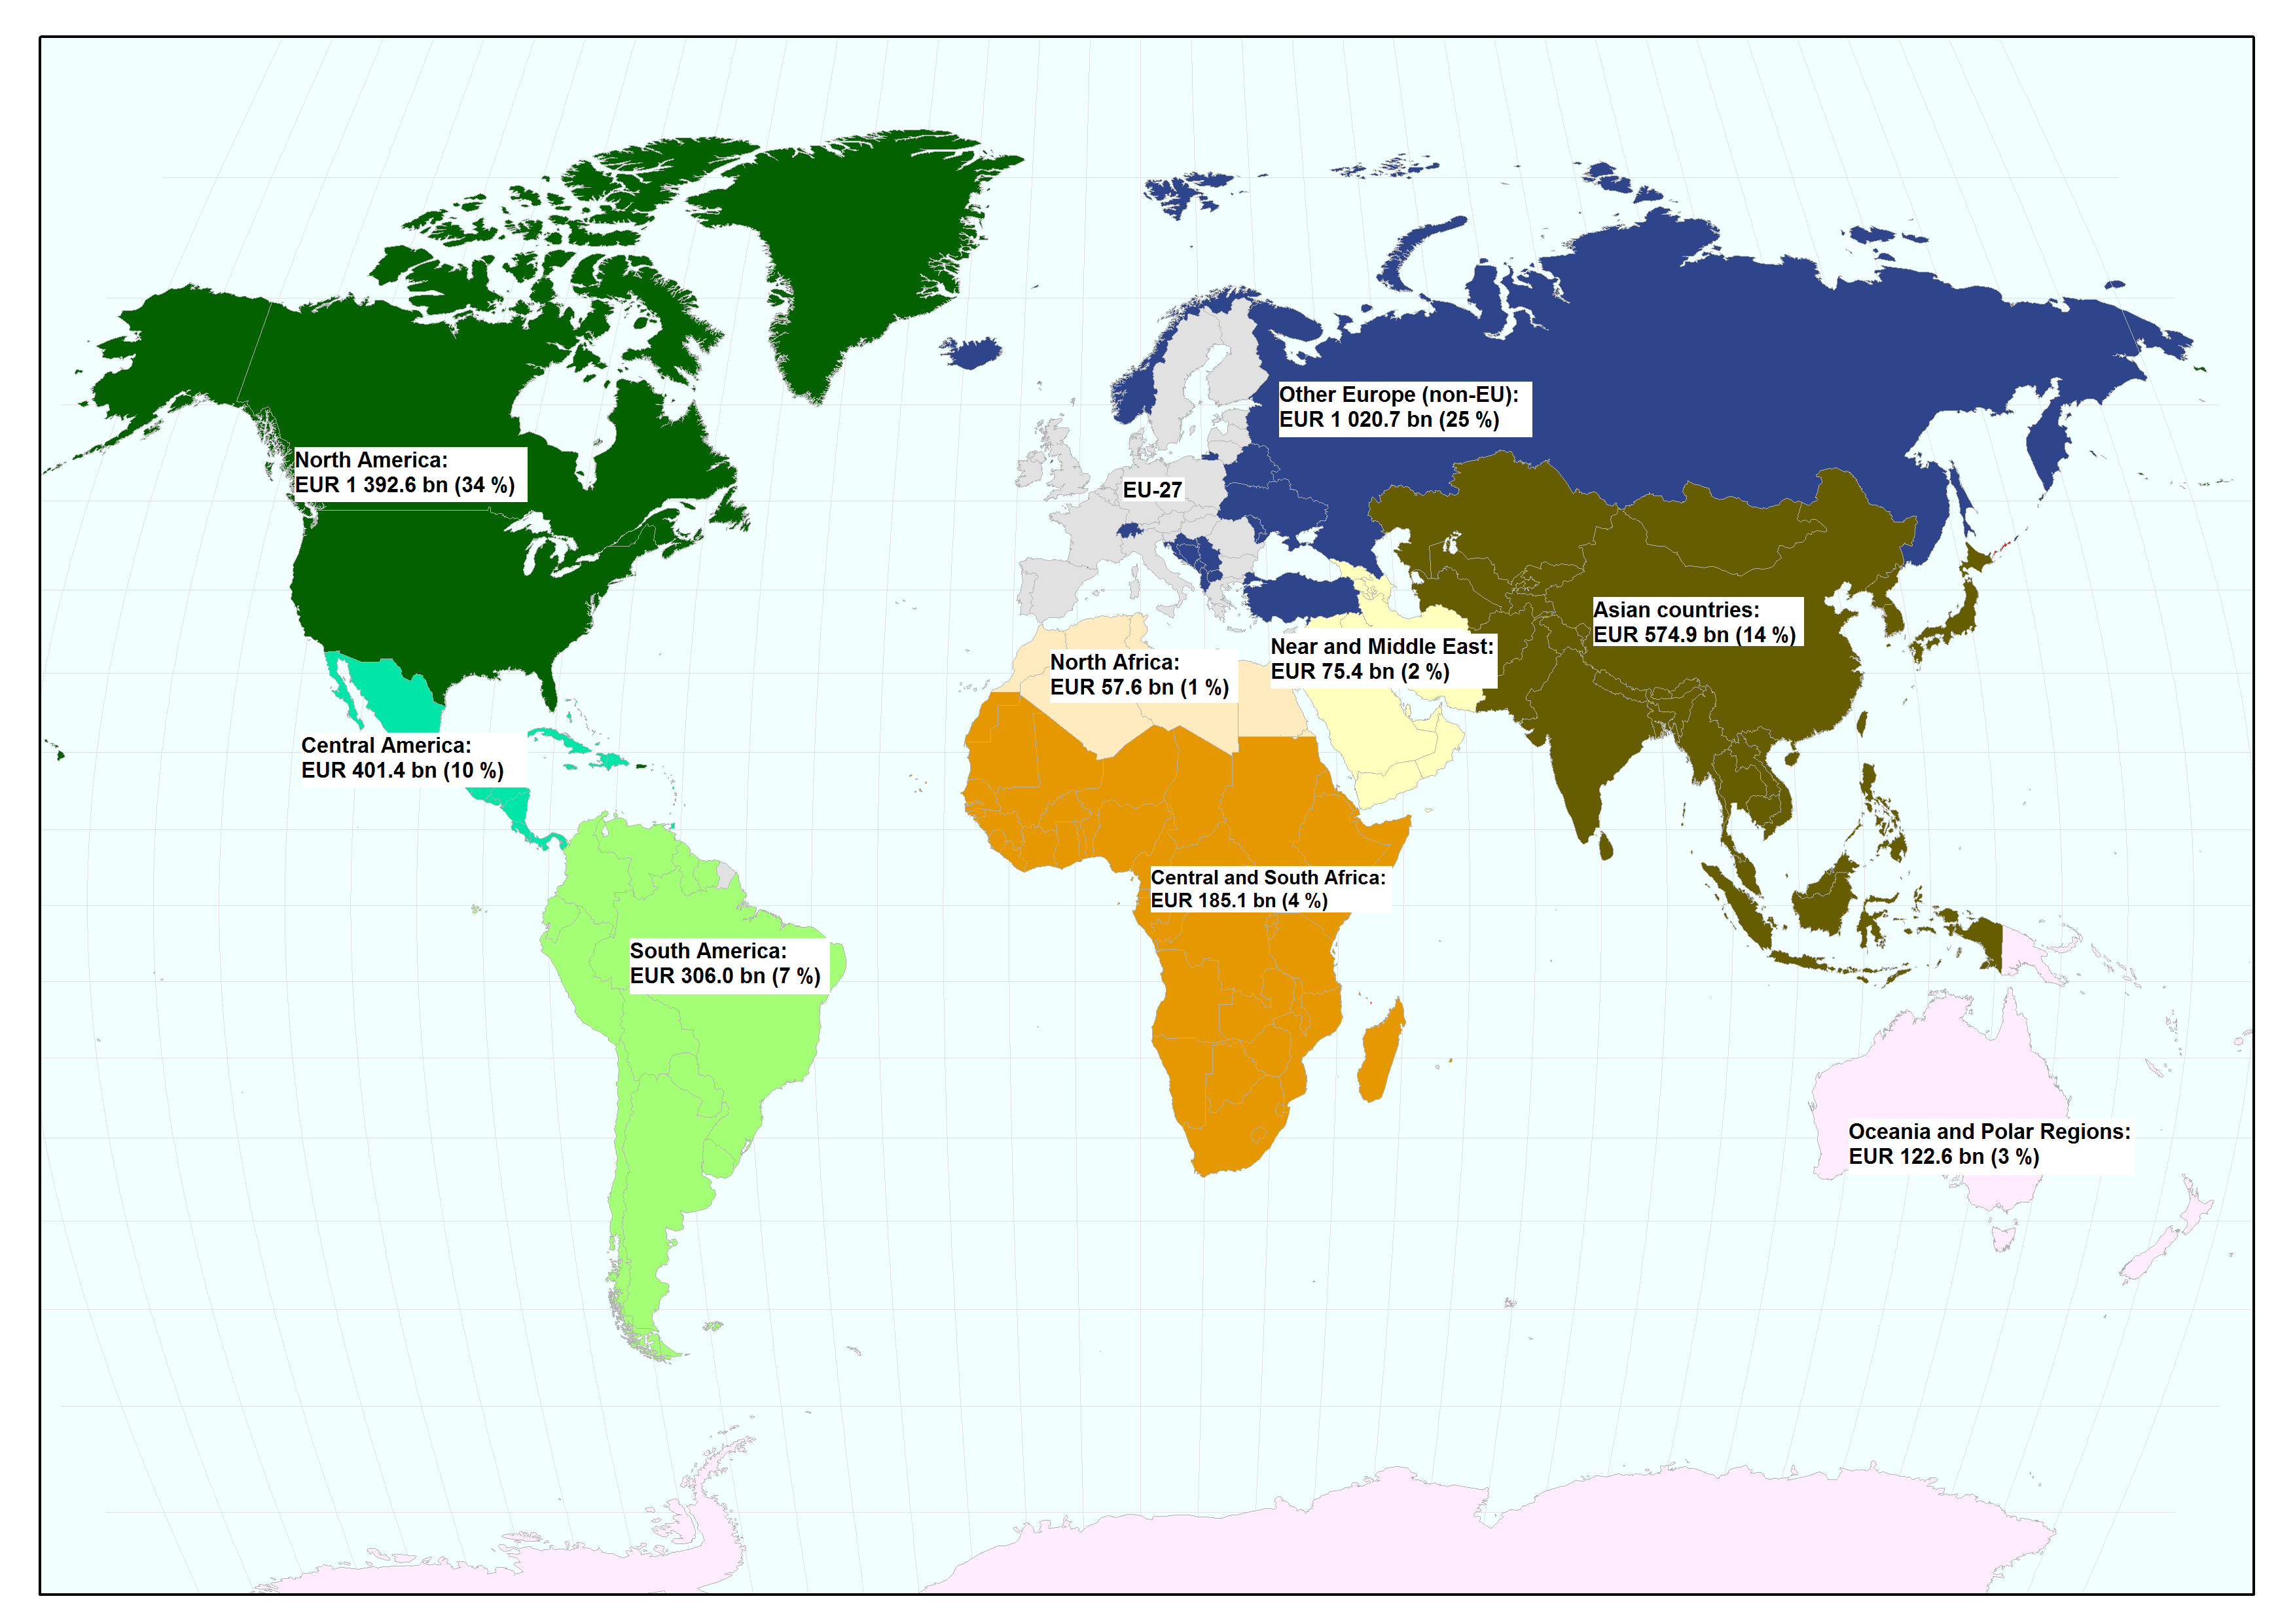 Other Europe (non-EU):
EUR 1 020.7 bn (25 %)
North America:
EUR 1 392.6 bn (34 %)
EU-27
Asian countries:
EUR 574.9 bn (14 %)
Near and Middle East:
EUR 75.4 bn (2 %)
North Africa:
EUR 57.6 bn (1 %)
Central America:
EUR 401.4 bn (10 %)
Central and South Africa:
EUR 185.1 bn (4 %)
South America:
EUR 306.0 bn (7 %)
Oceania and Polar Regions:
EUR 122.6 bn (3 %)